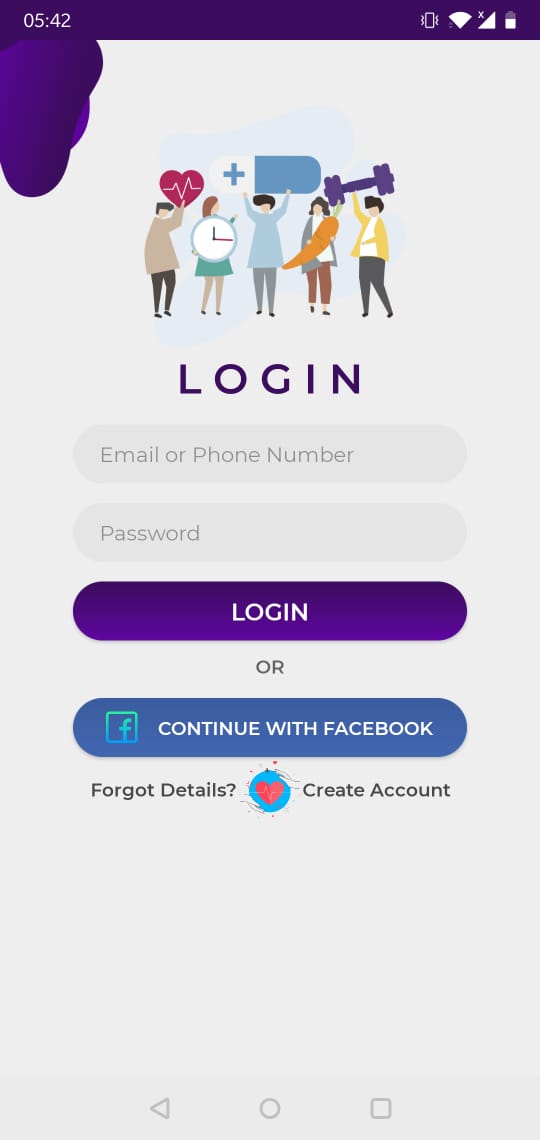 05:42
LOGIN
Email or Phone Number
Password
LOGIN
OR
CONTINUE WITH FACEBOOK
Forgot Details? Create Account